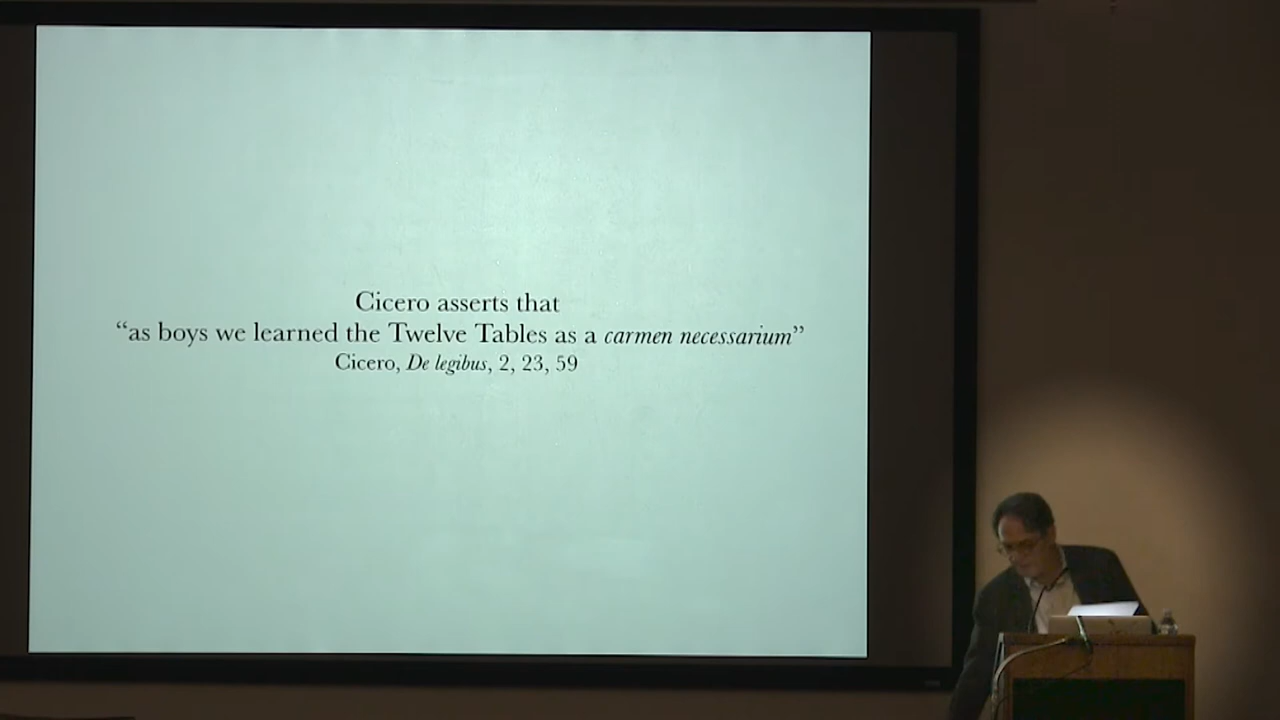 Cicero asserts that
“as boys we learned the Twelve Tables as a carmen necessarium”
Cicero, De legibus, 2, 23, 59